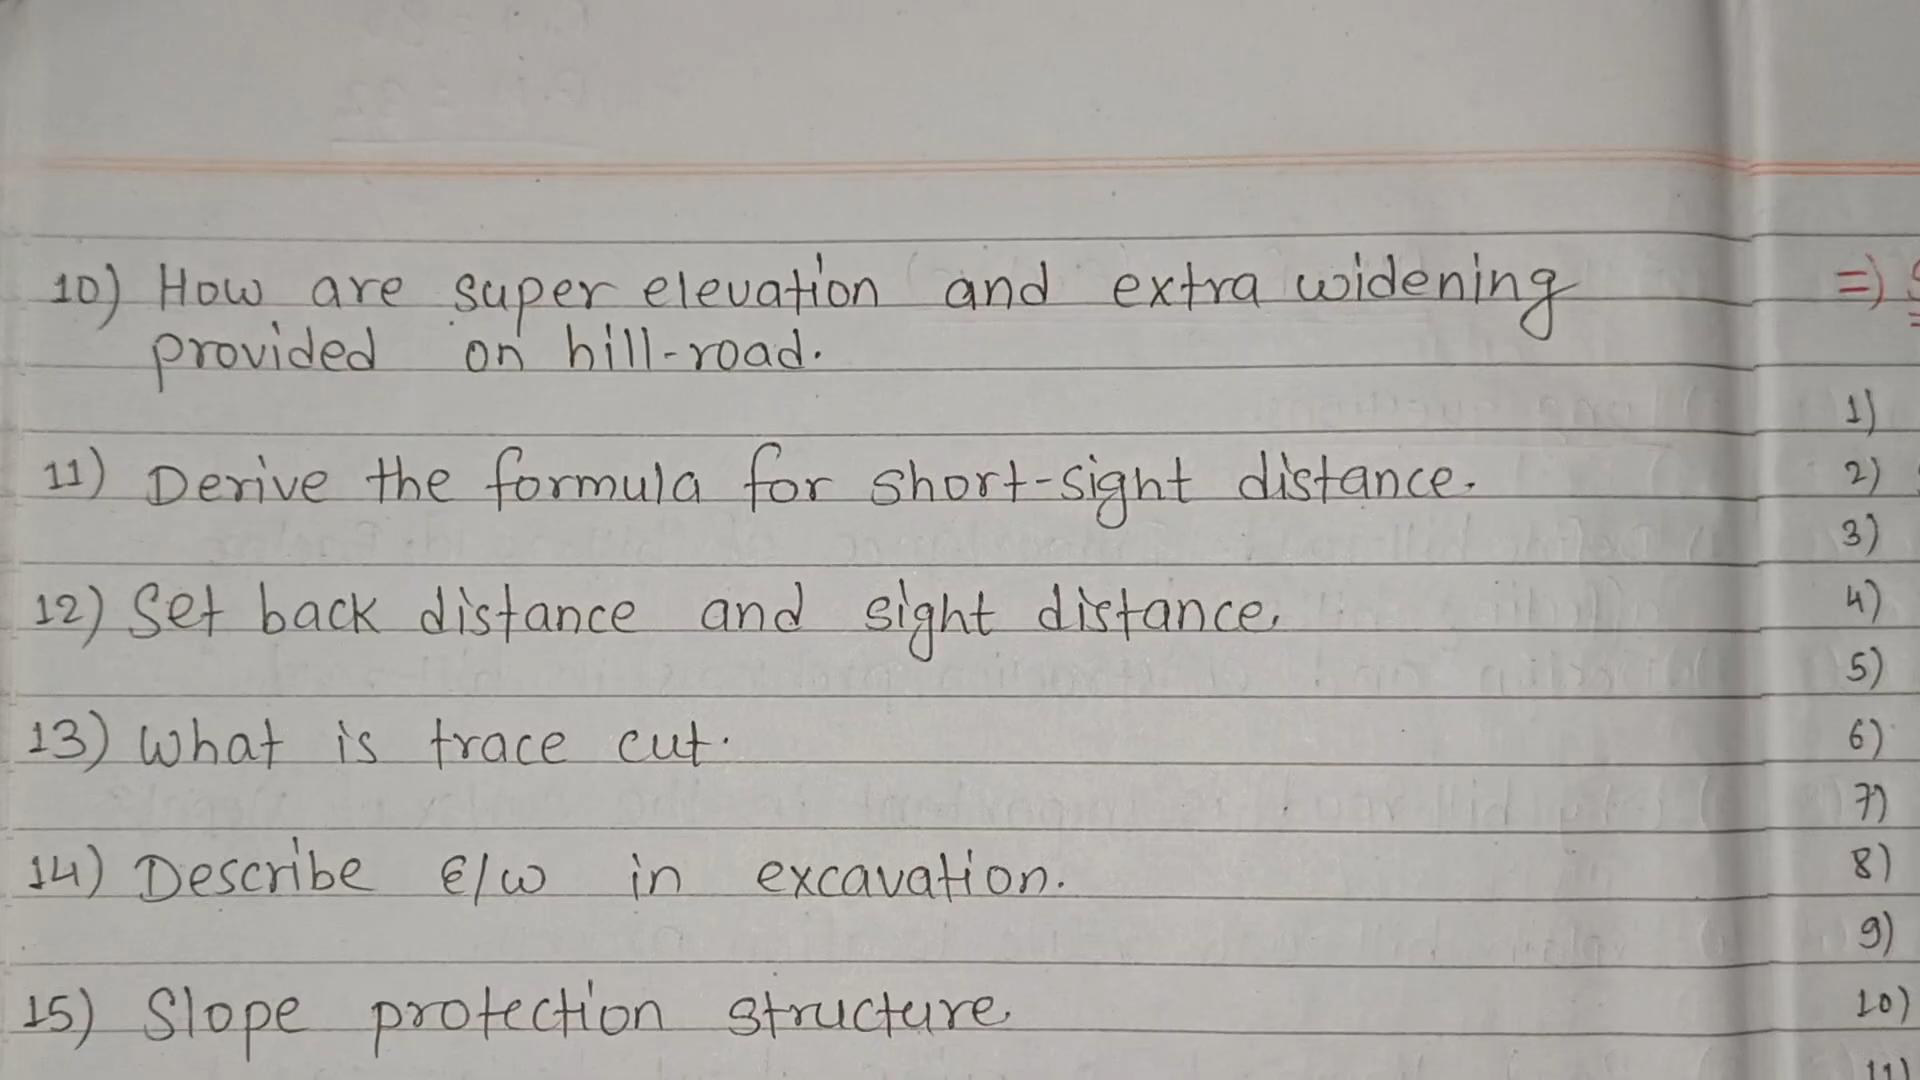 10) How are super elevation and extra widening
provided on hill-road.
11) Derive the formula for short-sight distance.
12) Set back distance and sight distance.
13) What is trace cut.
14) Describe E/W in excavation.
15) Slope protection structure.
=)
1)
2)
3)
4)
5)
6)
7)
8)
9)
10)
11)